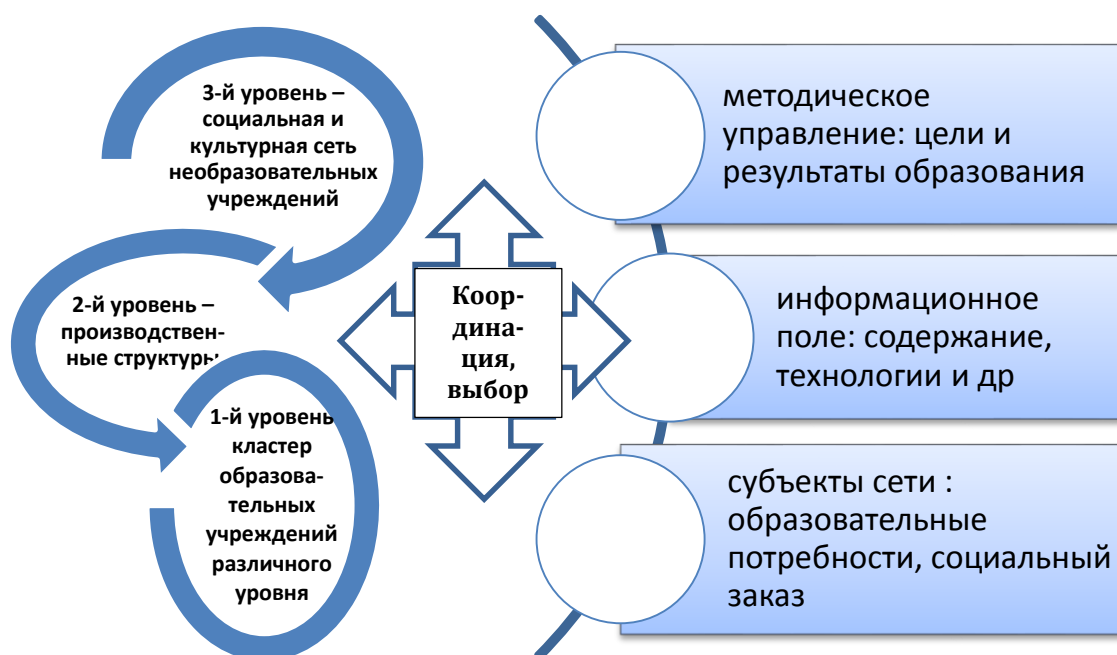 3-й уровень –
социальная и
культурная сеть
необразовательных
учреждений
2-й уровень –
производствен-
ные структуры
1-й уровень
кластер
образова-
тельных
учреждений
различного
уровня
Коор-
дина-
ция,
выбор
методическое
управление: цели и
результаты образования
информационное
поле: содержание,
технологии и др
субъекты сети :
образовательные
потребности, социальный
заказ